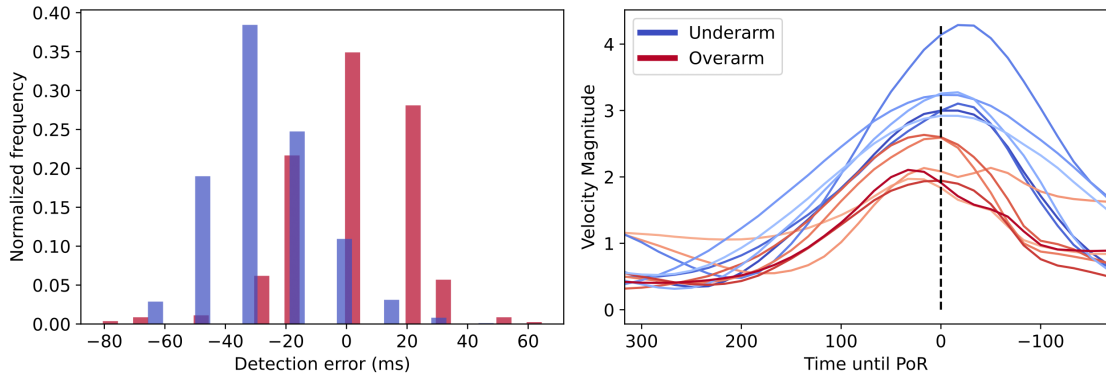 0.40
0.35
0.30
0.25
0.20
0.15
0.10
0.05
0.00
Normalized frequency
−80 −60 −40 −20 0 20 40 60
Detection error (ms)
Underarm
Overarm
4
3
2
1
0
Velocity Magnitude
300 200 100 0 −100
Time until PoR